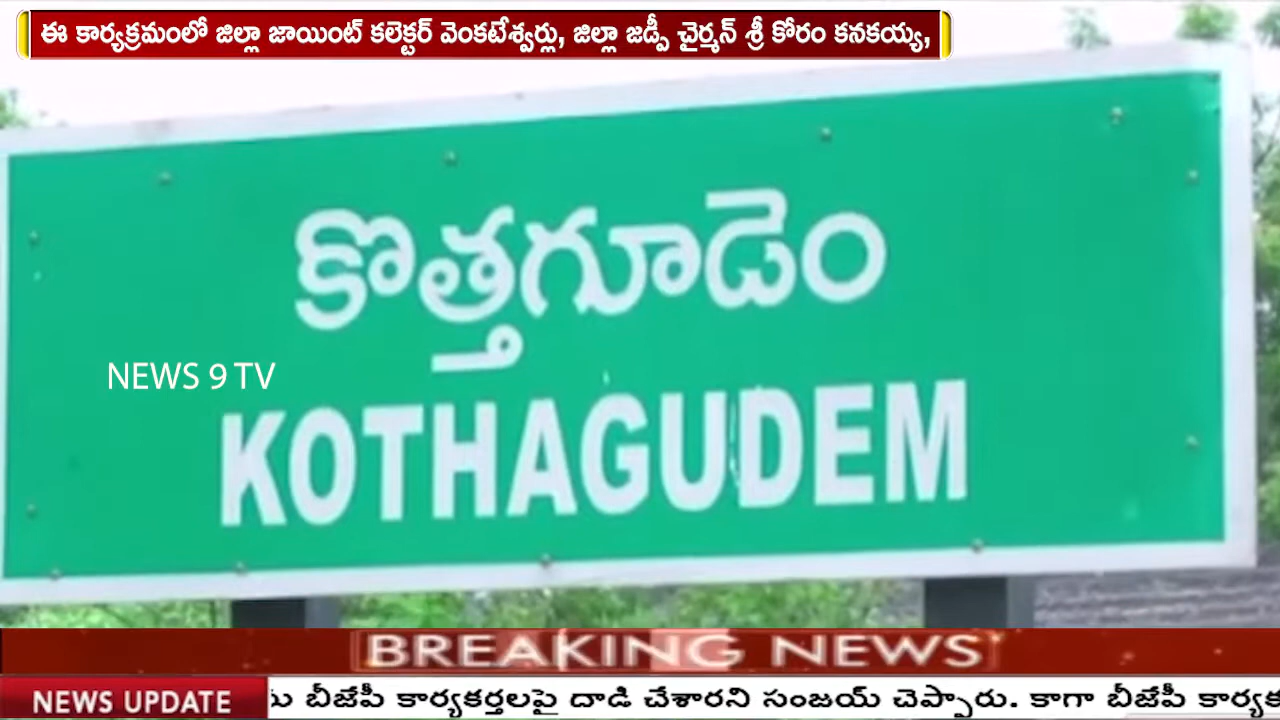 ఈ కార్యక్రమంలో జిల్లా జాయింట్ కలెక్టర్ వెంకటేశ్వర్లు, జిల్లా జడ్పీ చైర్మన్ శ్రీ కోరం కనకయ్య,
కొత్తగూడెం
NEWS 9 TV
KOTHAGUDEM
BREAKING NEWS
NEWS UPDATE బీజేపీ కార్యకర్తలపై దాడి చేశారని సంజయ్ చెప్పారు. కాగా బీజేపీ